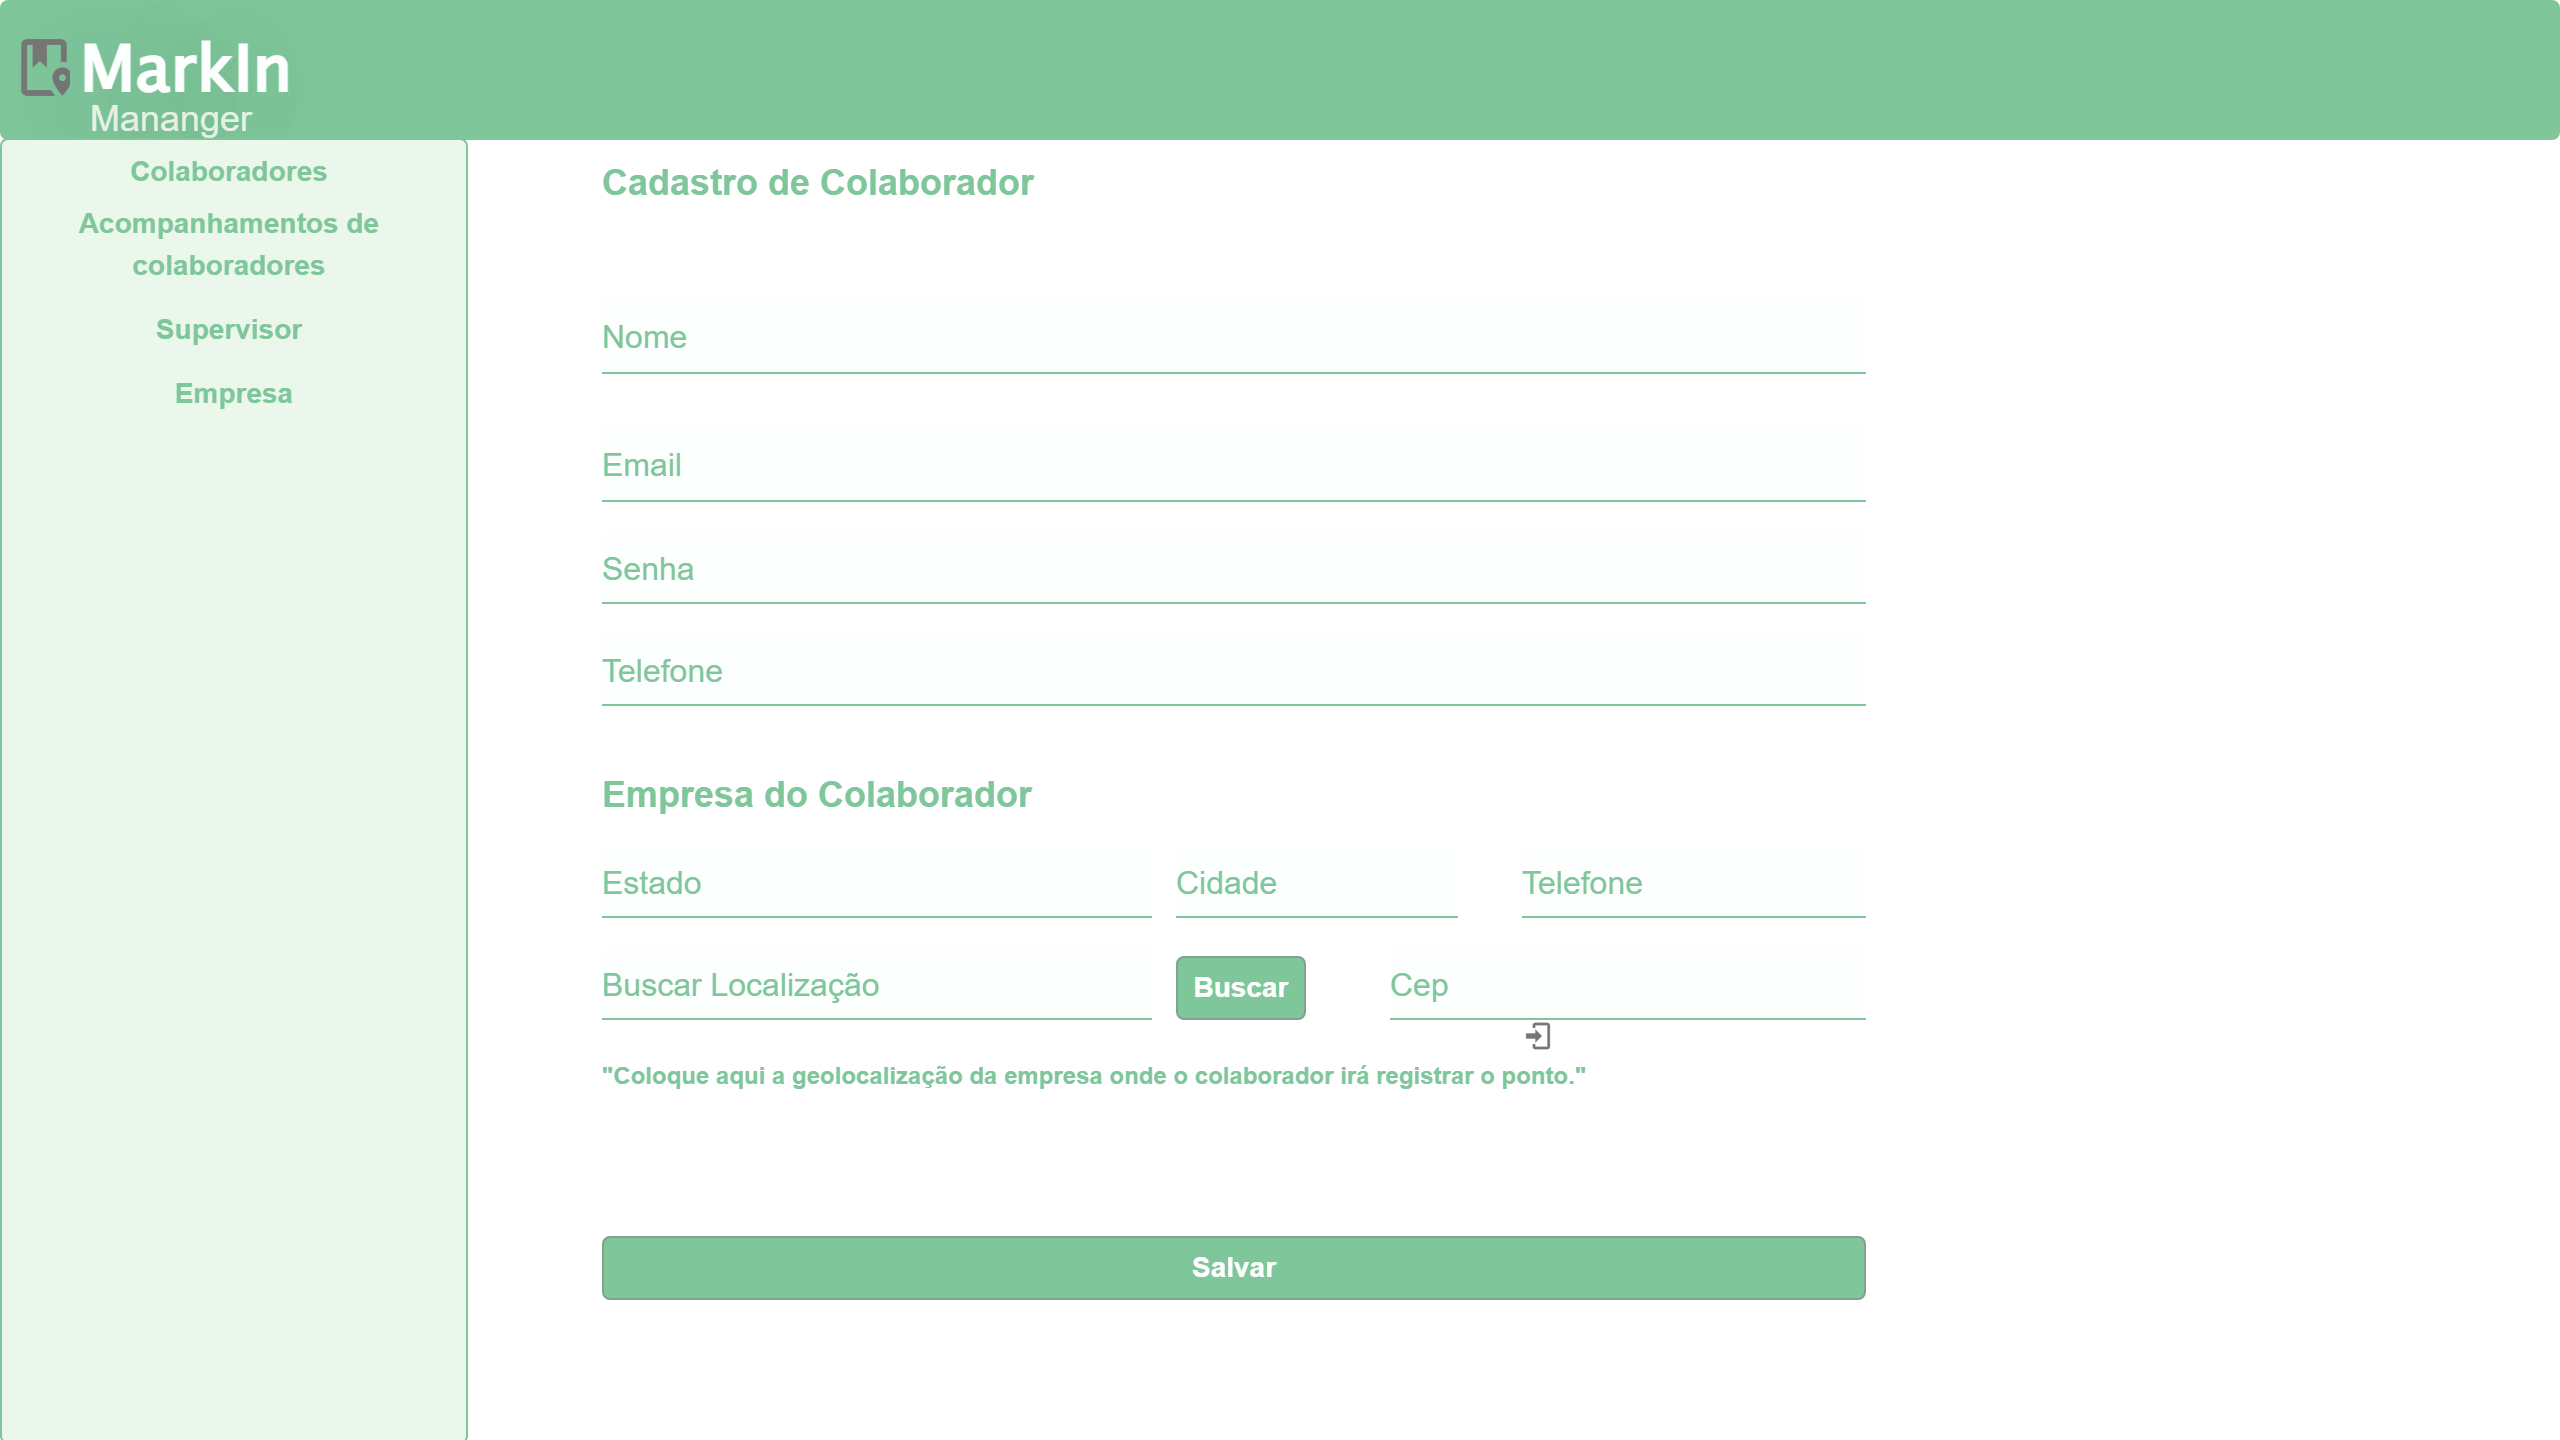 MarkIn
Mananger
Colaboradores
Acompanhamentos de
colaboradores
Supervisor
Empresa
Cadastro de Colaborador
Nome
Email
Senha
Telefone
Empresa do Colaborador
Estado
Cidade
Telefone
Buscar Localização
Buscar
Cep
"Coloque aqui a geolocalização da empresa onde o colaborador irá registrar o ponto."
Salvar